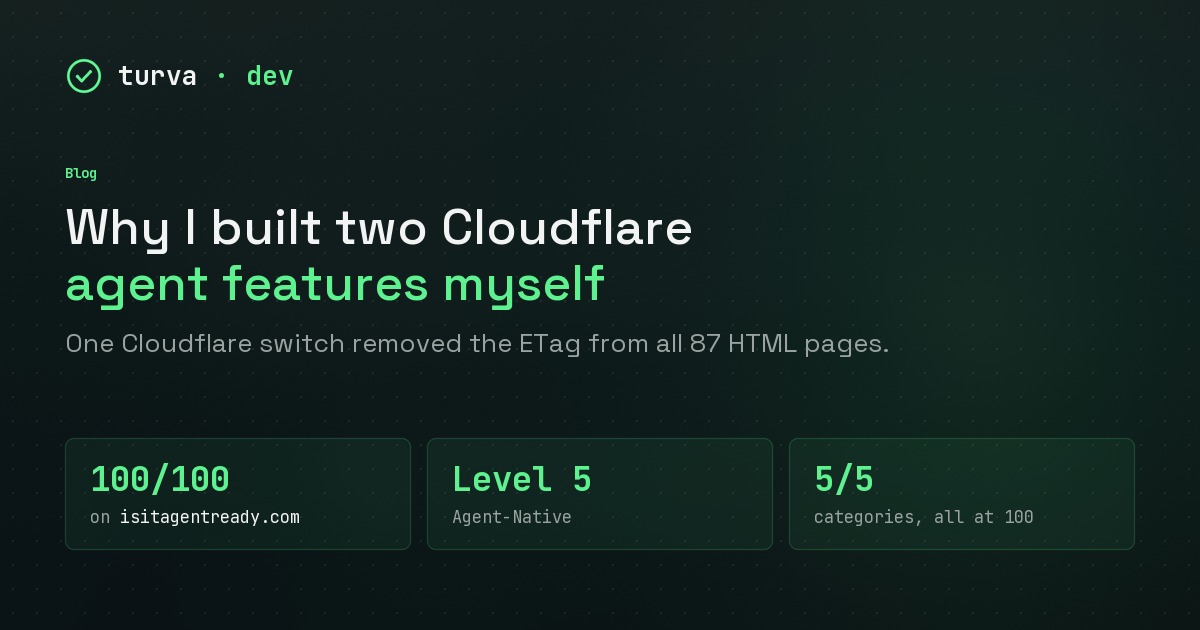 turva · dev
Blog
Why I built two Cloudflare
agent features myself
One Cloudflare switch removed the ETag from all 87 HTML pages.
100/100
on isitagentready.com
Level 5
Agent-Native
5/5
categories, all at 100